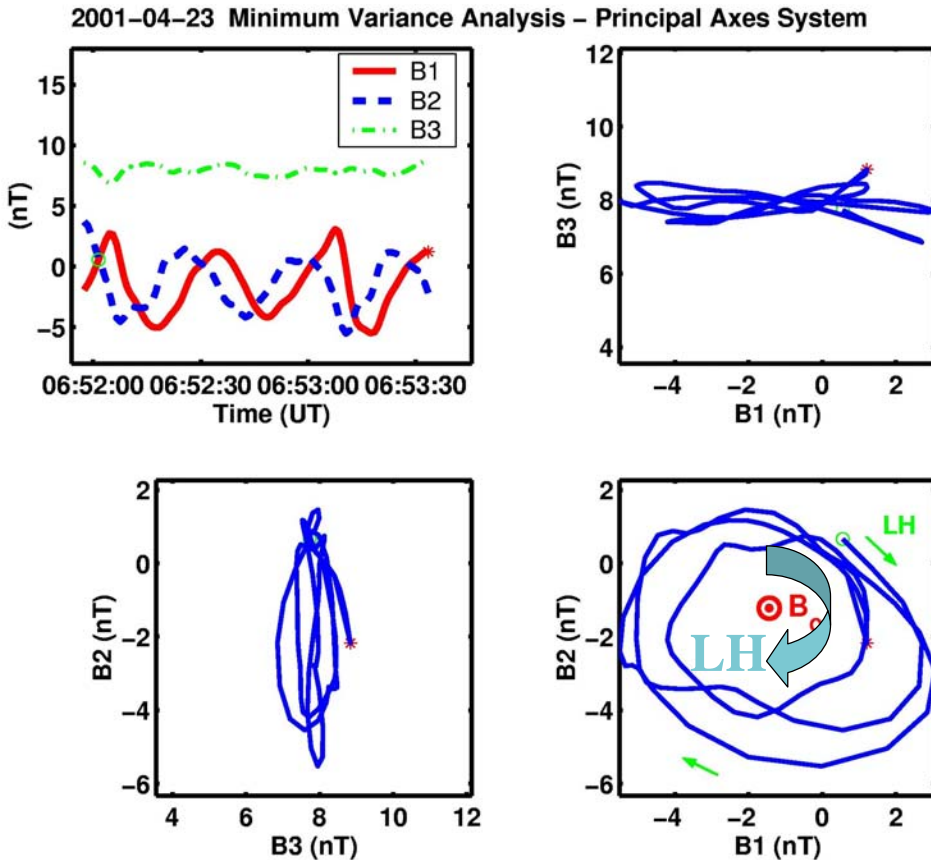 2001−04−23 Minimum Variance Analysis − Principal Axes System
B1
B2
B3
15
10
5
0
−5
(nT)
06:52:00 06:52:30 06:53:00 06:53:30
Time (UT)
12
10
8
6
4
B3
−4 −2 0 2
B1 (nT)
2
0
−2
−4
−6
B2 (nT)
4 6 8 10 12
B3 (nT)
2
0
−2
−4
−6
B2 (nT)
LH
Bo
LH
−4 −2 0 2
B1 (nT)